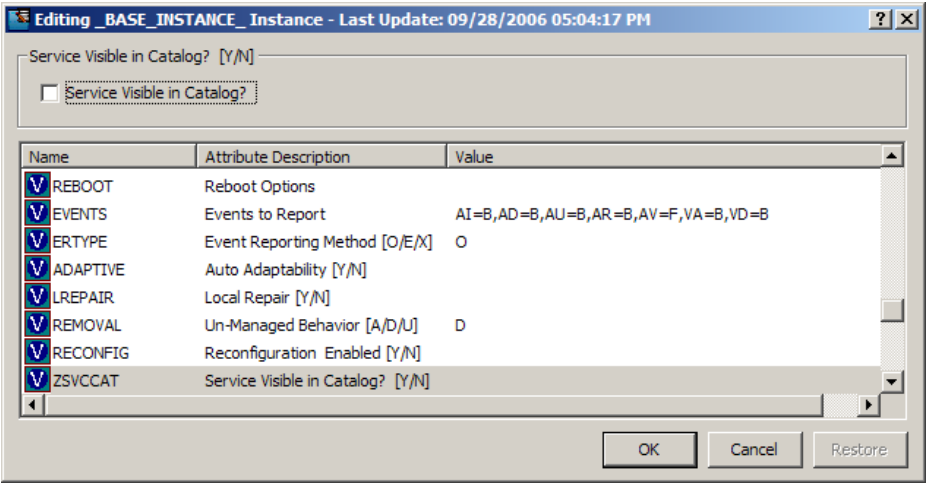 Editing _BASE_INSTANCE_ Instance - Last Update: 09/28/2006 05:04:17 PM
Service Visible in Catalog? [Y/N]
Service Visible in Catalog?
Name Attribute Description Value
V REBOOT Reboot Options
V EVENTS Events to Report AI=B,AD=B,AU=B,AR=B,AV=F,VA=B,VD=B
V ERTYPE Event Reporting Method [O/E/X] O
V ADAPTIVE Auto Adaptability [Y/N]
V LREPAIR Local Repair [Y/N]
V REMOVAL Un-Managed Behavior [A/D/U] D
V RECONFIG Reconfiguration Enabled [Y/N]
V ZSVCCAT Service Visible in Catalog? [Y/N]
OK Cancel Restore